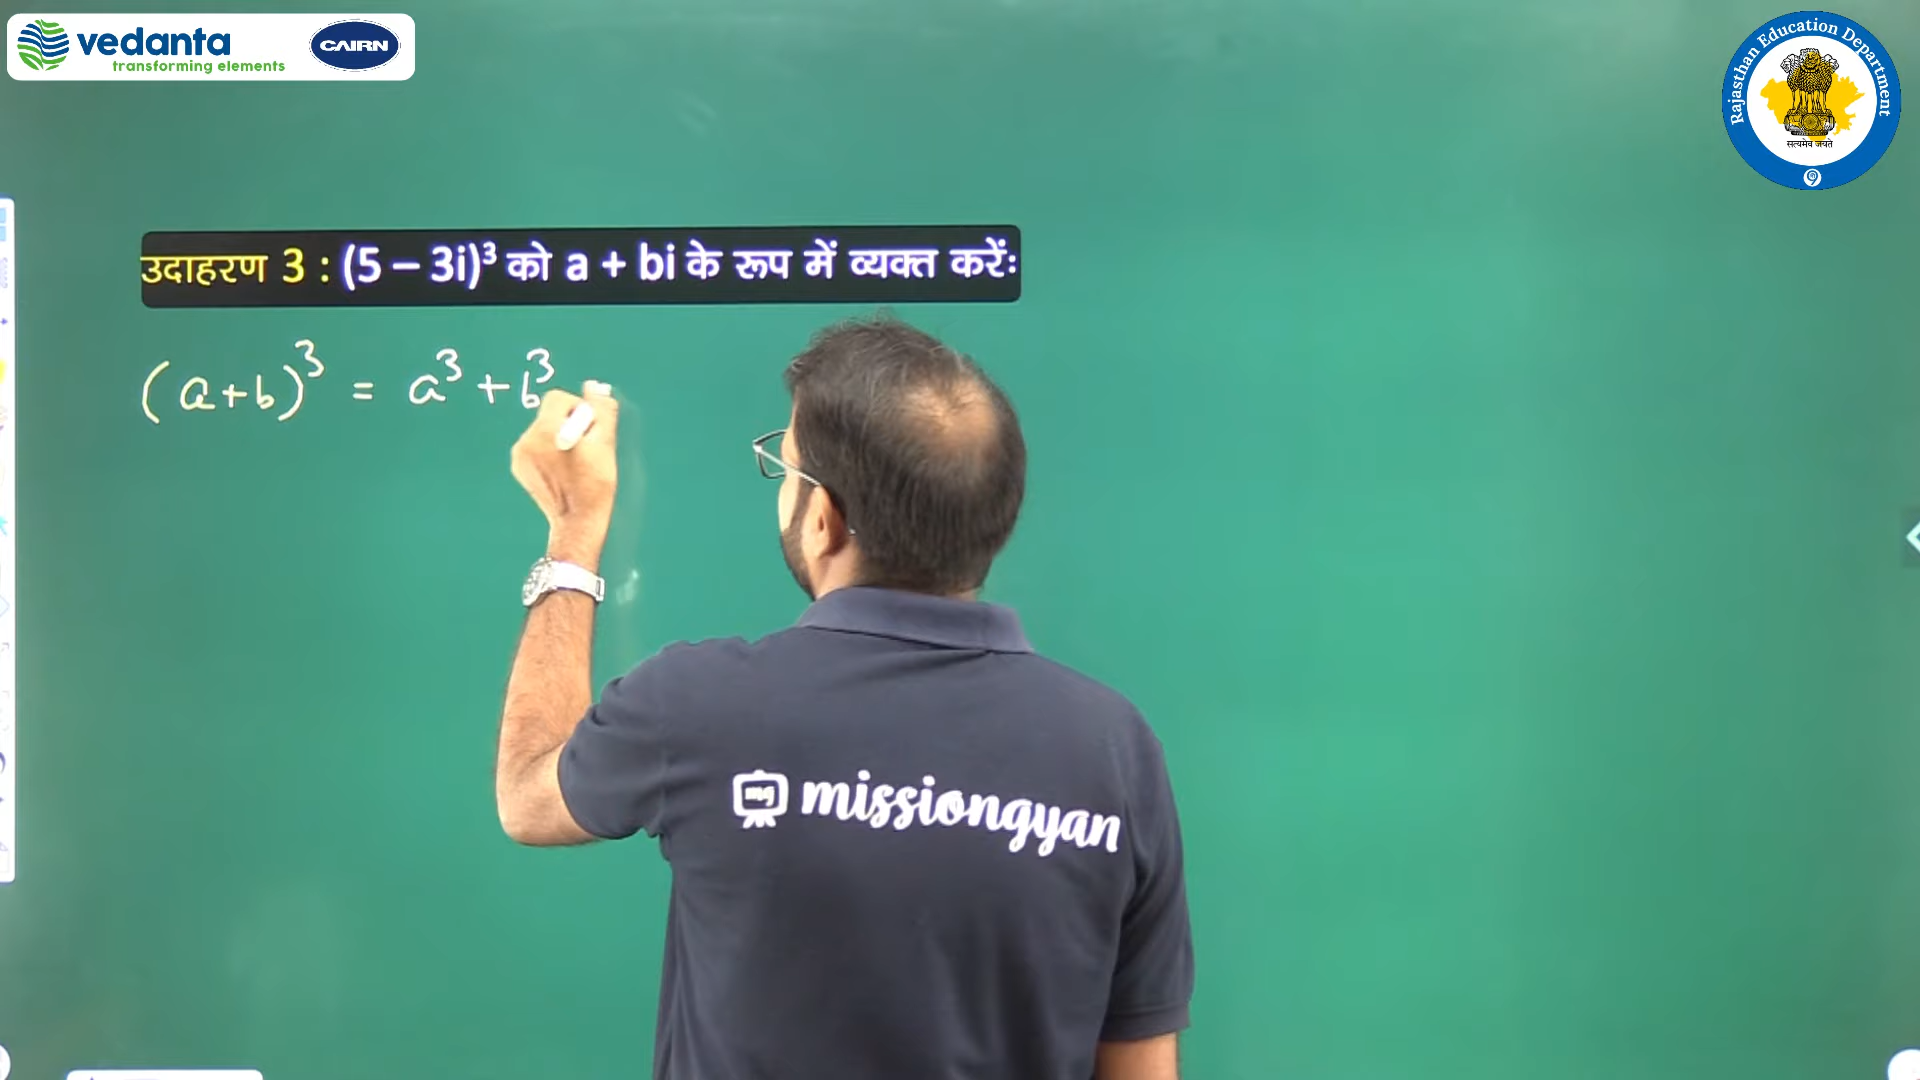 vedanta
transforming elements
CAIRN
Rajasthan Education Department
सत्यमेव जयते
उदाहरण 3 : (5 – 3i)³ को a + bi के रूप में व्यक्त करेंः
(a+b)³ = a³ + b³
mg missiongyan